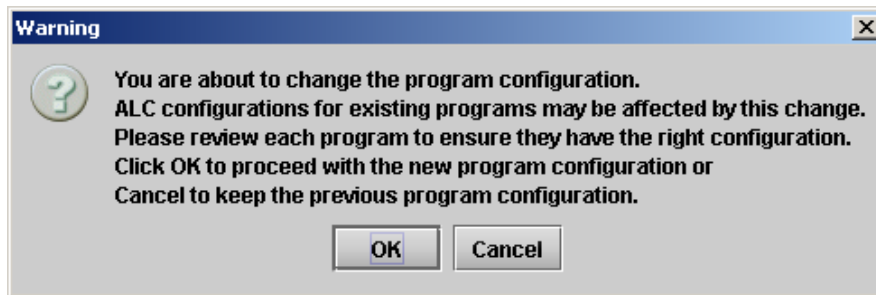 Warning
You are about to change the program configuration.
ALC configurations for existing programs may be affected by this change.
Please review each program to ensure they have the right configuration.
Click OK to proceed with the new program configuration or
Cancel to keep the previous program configuration.
OK
Cancel